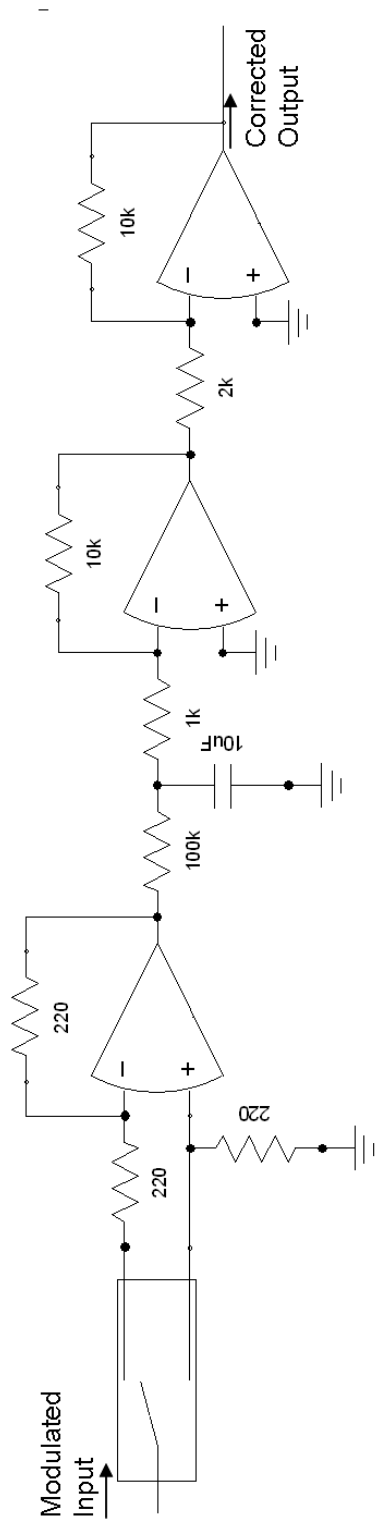 Modulated
Input
220
220
220
100k
10uF
1k
10k
2k
10k
Corrected
Output
−
+
−
+
−
+